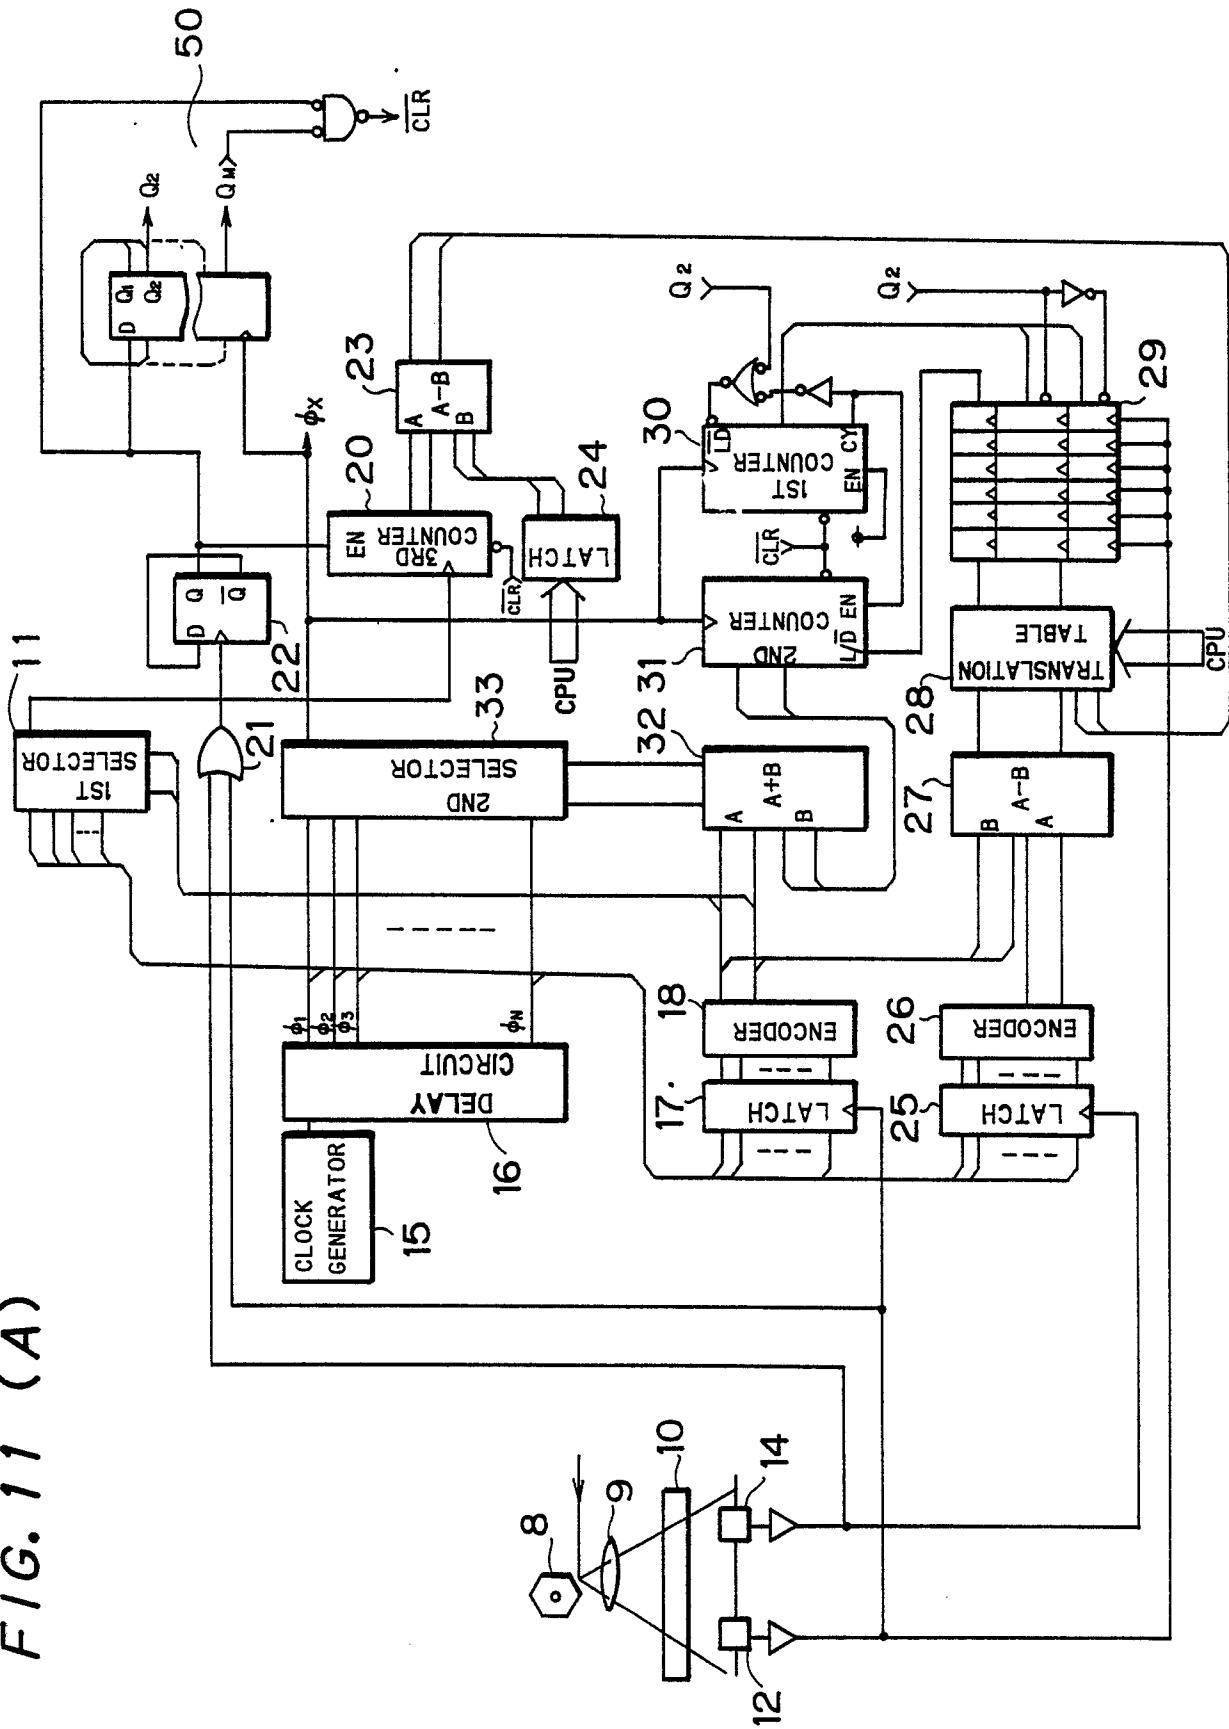 FIG. 11 (A)
50
Q2
QM
CLR
D
Q1
Q2
φX
11
1ST
SELECTOR
D
Q
Q
22
21
EN
3RD
COUNTER
20
CLR
A
A-B
B
23
LATCH
24
CPU
2ND
SELECTOR
33
φ1
φ2
φ3
φN
DELAY
CIRCUIT
16
CLOCK
GENERATOR
15
30
LD
1ST
COUNTER
EN
CY
Q2
CLR
31
2ND
COUNTER
L/D
EN
32
A
A+B
B
18
ENCODER
17
LATCH
26
ENCODER
25
LATCH
27
B
A-B
A
28
TRANSLATION
TABLE
CPU
29
Q2
8
9
10
12
14